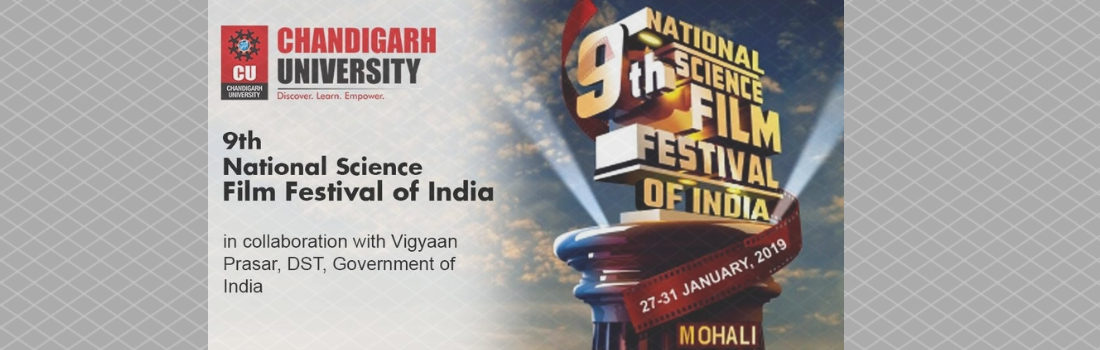 CHANDIGARH
UNIVERSITY
Discover. Learn. Empower.
CU
CHANDIGARH
UNIVERSITY
9th
National Science
Film Festival of India
in collaboration with Vigyaan
Prasar, DST, Government of
India
9th
NATIONAL
SCIENCE
FILM
FESTIVAL
OF INDIA
27-31 JANUARY, 2019
MOHALI